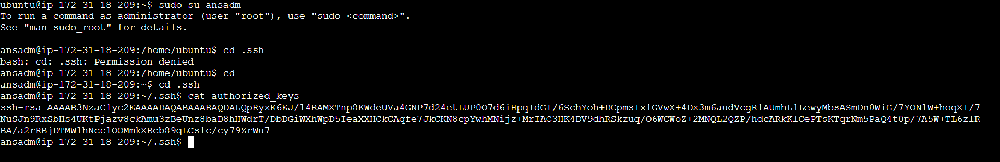 ubuntu@ip-172-31-18-209:~$ sudo su ansadm
To run a command as administrator (user "root"), use "sudo <command>".
See "man sudo_root" for details.
ansadm@ip-172-31-18-209:/home/ubuntu$ cd .ssh
bash: cd: .ssh: Permission denied
ansadm@ip-172-31-18-209:/home/ubuntu$ cd
ansadm@ip-172-31-18-209:~$ cd .ssh
ansadm@ip-172-31-18-209:~/.ssh$ cat authorized_keys
ssh-rsa AAAAB3NzaC1yc2EAAAADAQABAAABAQDALQpRyxE6EJ/l4RAMXTnp8KWdeUVa4GNP7d24etLUP0O7d6iHpqIdGI/6SchYoh+DCpmsIx1GVwX+4Dx3m6audVcgR1AUmhLlLewyMbsASmDn0WiG/7YONlW+hoqXI/7
NuSJn9RxSbHs4UKtPjazv8ckAmu3zBeUnz8baD8hHWdrT/DbDGiWXhWpD5IeaXXHCkCAqfe7JkCKN8cpYwhMNijz+MrIAC3HK4DV9dhRSkzuq/O6WCWoZ+2MNQL2QZP/hdcARkKlCePTsKTqrNm5PaQ4t0p/7A5W+TL6zlR
BA/a2rRBjDTMWlhNcclOOMmkXBcb89qLCs1c/cy79ZrWu7
ansadm@ip-172-31-18-209:~/.ssh$